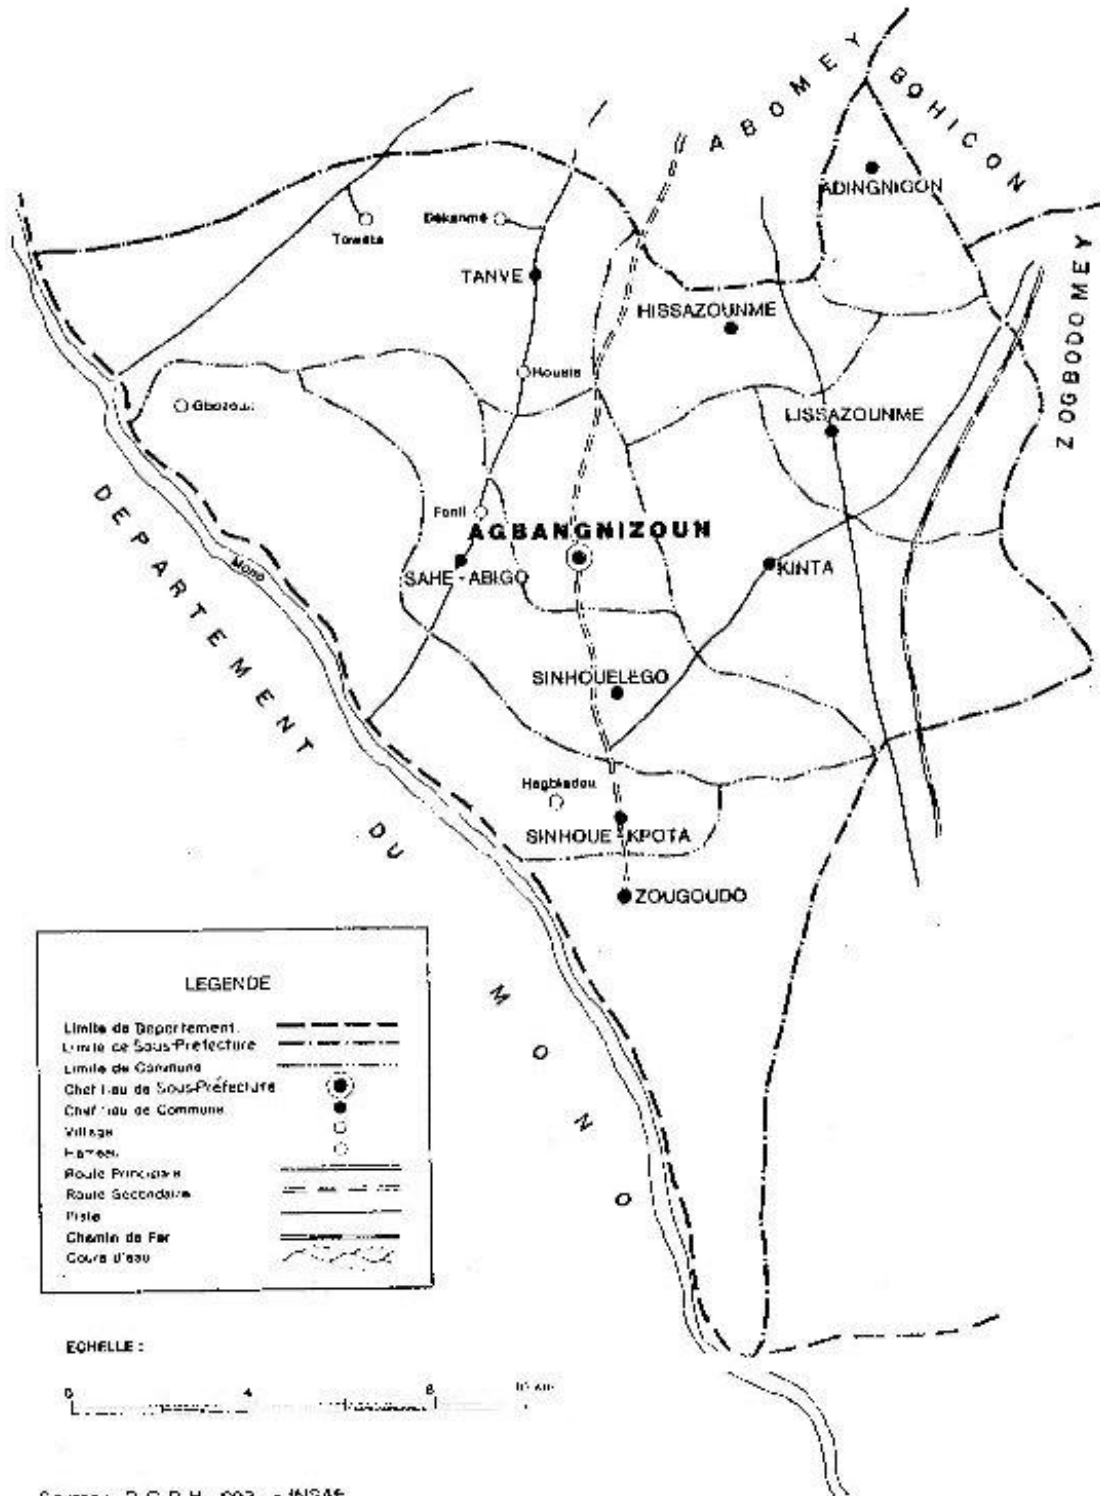 ABOMEY
BOHICON
ADINGNIGON
Towéta
Dékanmé
TANVE
HISSAZOUNME
ZOGBODOMEY
Gbozoun
LISSAZOUNME
Fonli
AGBANGNIZOUN
SAHE-ABIGO
KINTA
Mono
DEPARTEMENT DU MONO
SINHOUELEGO
SINHOUE-KPOTA
ZOUGOUDO
LEGENDE
Limite de Département
Limite de Sous-Préfecture
Limite de Commune
Chef lieu de Sous-Préfecture
Chef lieu de Commune
Village
Hameau
Route Principale
Route Secondaire
Piste
Chemin de Fer
Cours d'eau
ECHELLE :
0 4 8 10 km
INSAE